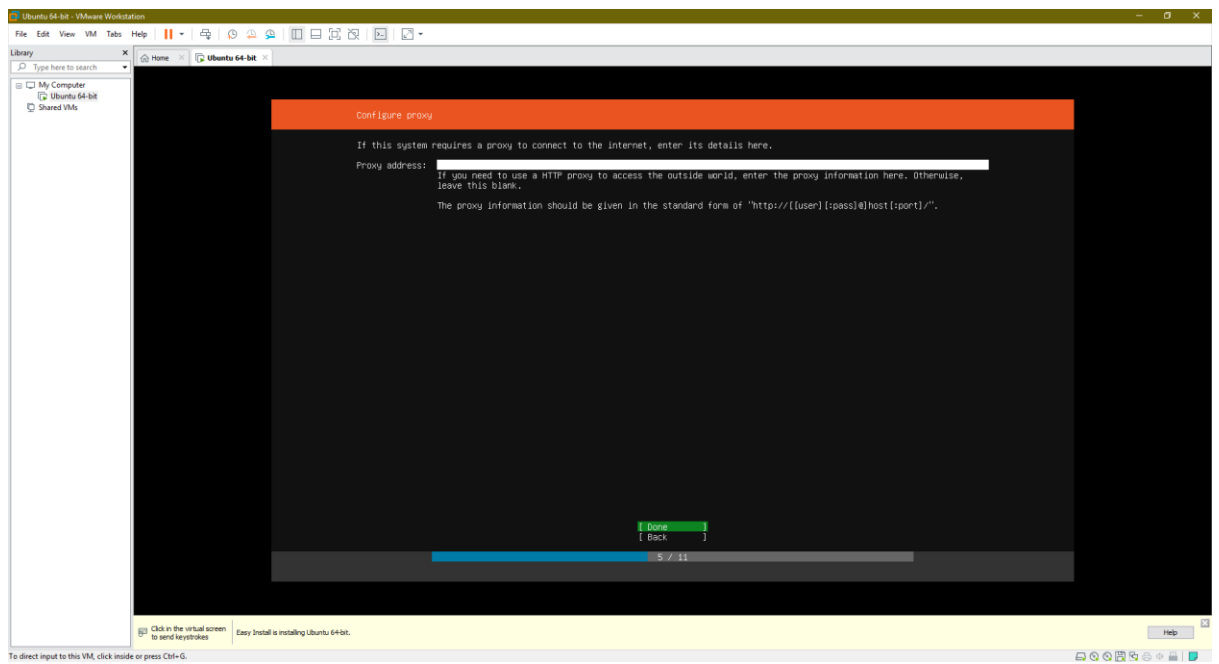 Ubuntu 64-bit - VMware Workstation
File Edit View VM Tabs Help
Library
Home
Ubuntu 64-bit
Type here to search
My Computer
Ubuntu 64-bit
Shared VMs
Configure proxy
If this system requires a proxy to connect to the internet, enter its details here.
Proxy address:
If you need to use a HTTP proxy to access the outside world, enter the proxy information here. Otherwise,
leave this blank.
The proxy information should be given in the standard form of "http://[[user][:pass]@]host[:port]/".
[ Done ]
[ Back ]
5 / 11
Click in the virtual screen
to send keystrokes
Easy Install is installing Ubuntu 64-bit.
Help
To direct input to this VM, click inside or press Ctrl+G.